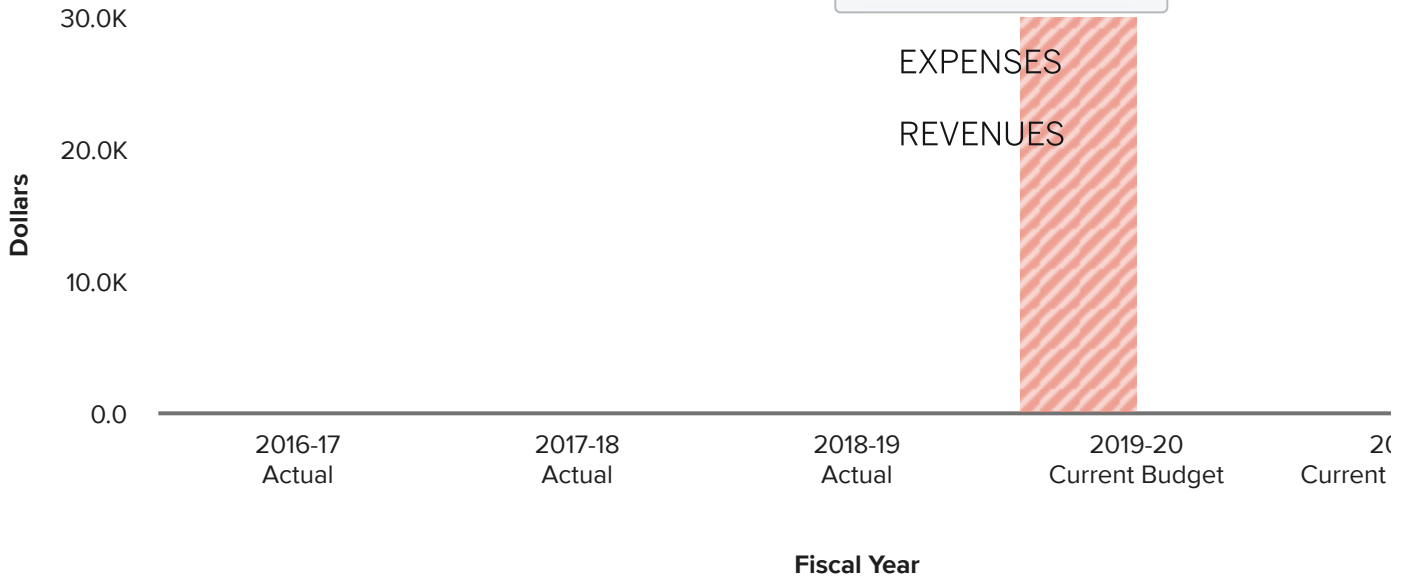 30.0K
EXPENSES
REVENUES
20.0K
Dollars
10.0K
0.0
2016-17
Actual
2017-18
Actual
2018-19
Actual
2019-20
Current Budget
Current
Fiscal Year